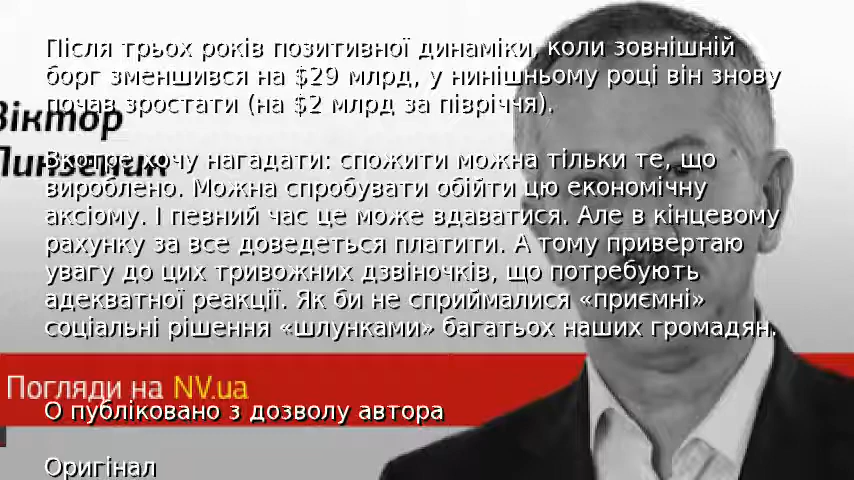 Після трьох років позитивної динаміки, коли зовнішній
борг зменшився на $29 млрд, у нинішньому році він знову
почав зростати (на $2 млрд за півріччя).
Віктор
Пинзеник
Вкотре хочу нагадати: спожити можна тільки те, що
вироблено. Можна спробувати обійти цю економічну
аксіому. І певний час це може вдаватися. Але в кінцевому
рахунку за все доведеться платити. А тому привертаю
увагу до цих тривожних дзвіночків, що потребують
адекватної реакції. Як би не сприймалися «приємні»
соціальні рішення «шлунками» багатьох наших громадян.
Погляди на NV.ua
О публіковано з дозволу автора
Оригінал